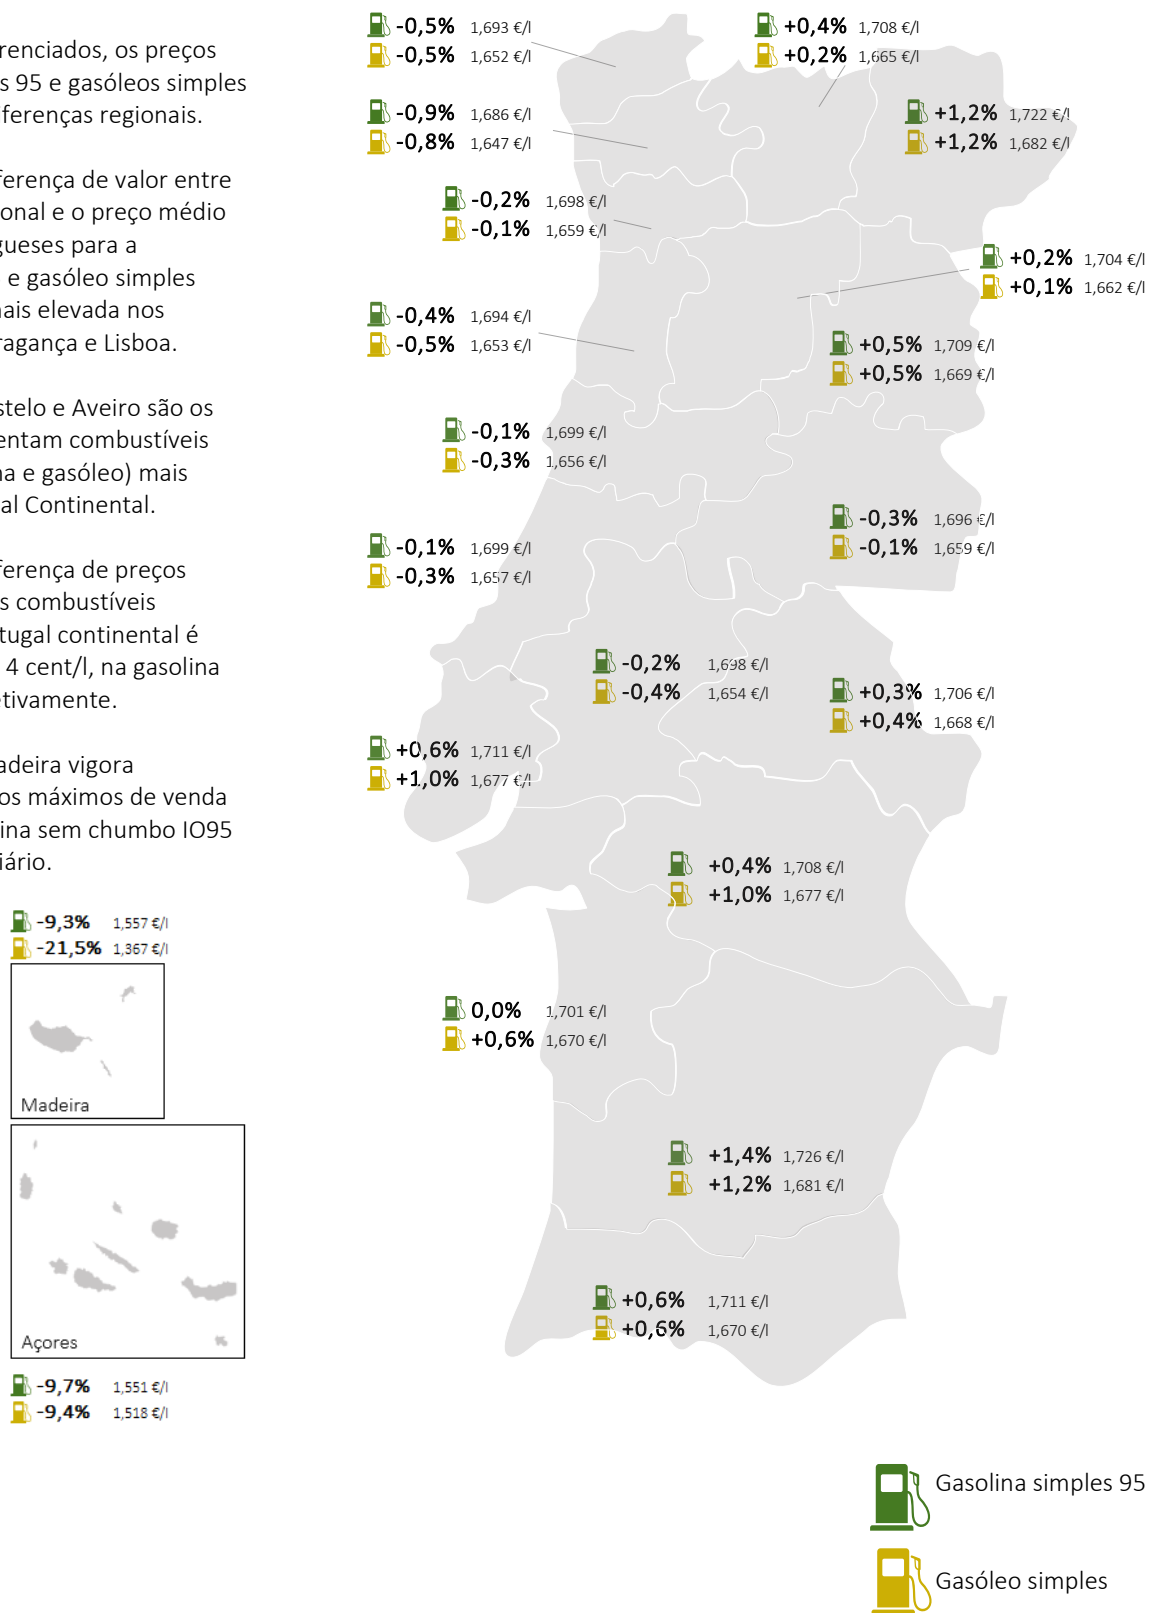 renciados, os preços
s 95 e gasóleos simples
iferenças regionais.
ferença de valor entre
onal e o preço médio
gueses para a
e gasóleo simples
nais elevada nos
ragança e Lisboa.
stelo e Aveiro são os
entam combustíveis
na e gasóleo) mais
al Continental.
ferença de preços
s combustíveis
tugal continental é
4 cent/l, na gasolina
etivamente.
adeira vigora
os máximos de venda
ina sem chumbo IO95
iário.
-0,5% 1,693 €/l
-0,5% 1,652 €/l
+0,4% 1,708 €/l
+0,2% 1,665 €/l
-0,9% 1,686 €/l
-0,8% 1,647 €/l
+1,2% 1,722 €/l
+1,2% 1,682 €/l
-0,2% 1,698 €/l
-0,1% 1,659 €/l
+0,2% 1,704 €/l
+0,1% 1,662 €/l
-0,4% 1,694 €/l
-0,5% 1,653 €/l
+0,5% 1,709 €/l
+0,5% 1,669 €/l
-0,1% 1,699 €/l
-0,3% 1,656 €/l
-0,3% 1,696 €/l
-0,1% 1,659 €/l
-0,1% 1,699 €/l
-0,3% 1,657 €/l
-0,2% 1,698 €/l
-0,4% 1,654 €/l
+0,3% 1,706 €/l
+0,4% 1,668 €/l
+0,6% 1,711 €/l
+1,0% 1,677 €/l
+0,4% 1,708 €/l
+1,0% 1,677 €/l
0,0% 1,701 €/l
+0,6% 1,670 €/l
+1,4% 1,726 €/l
+1,2% 1,681 €/l
+0,6% 1,711 €/l
+0,6% 1,670 €/l
-9,3% 1,557 €/l
-21,5% 1,367 €/l
Madeira
Açores
-9,7% 1,551 €/l
-9,4% 1,518 €/l
Gasolina simples 95
Gasóleo simples